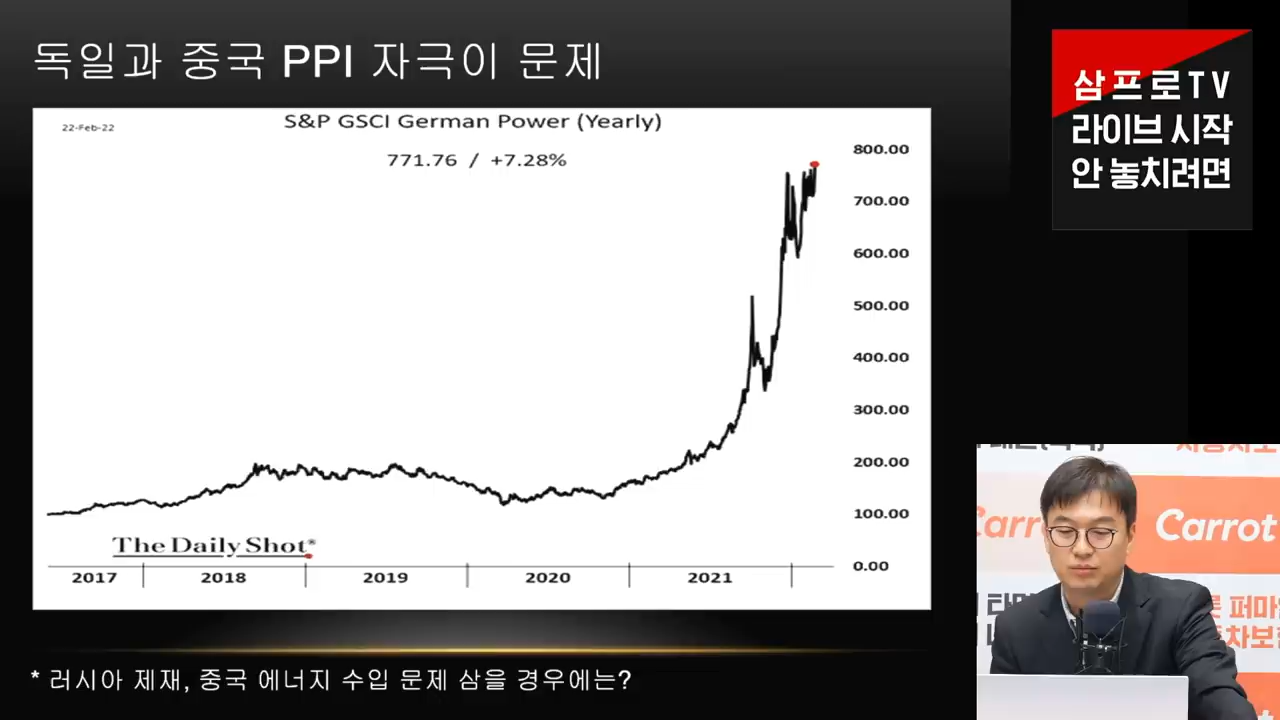 독일과 중국 PPI 자극이 문제
22-Feb-22
S&P GSCI German Power (Yearly)
771.76 / +7.28%
800.00
700.00
600.00
500.00
400.00
300.00
200.00
100.00
0.00
The Daily Shot
2017 2018 2019 2020 2021
* 러시아 제재, 중국 에너지 수입 문제 삼을 경우에는?
삼프로TV
라이브 시작
안 놓치려면
Carrot